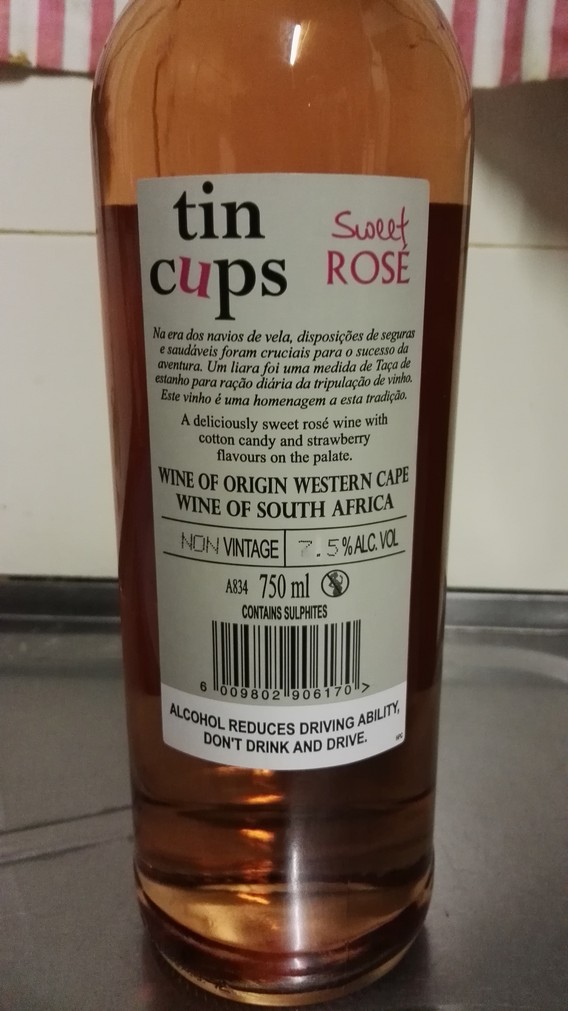 tin
cups
Sweet
ROSÉ
Na era dos navios de vela, disposições de seguras
e saudáveis foram cruciais para o sucesso da
aventura. Um liara foi uma medida de Taça de
estanho para ração diária da tripulação de vinho.
Este vinho é uma homenagem a esta tradição.
A deliciously sweet rosé wine with
cotton candy and strawberry
flavours on the palate.
WINE OF ORIGIN WESTERN CAPE
WINE OF SOUTH AFRICA
NON VINTAGE 7.5% ALC. VOL
A834 750 ml
CONTAINS SULPHITES
6 009802 906170 >
ALCOHOL REDUCES DRIVING ABILITY,
DON'T DRINK AND DRIVE.